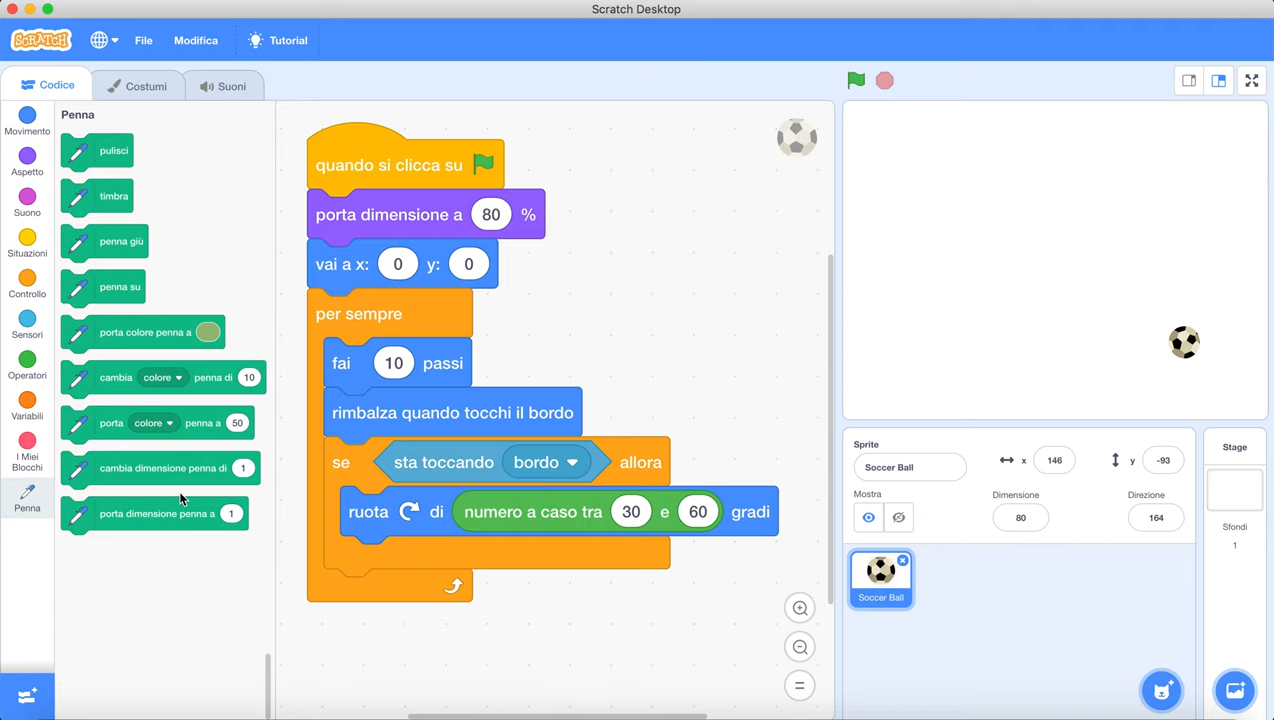 Scratch Desktop
SCRATCH
File
Modifica
Tutorial
Codice
Costumi
Suoni
Movimento
Aspetto
Suono
Situazioni
Controllo
Sensori
Operatori
Variabili
I Miei
Blocchi
Penna
Penna
pulisci
timbra
penna giù
penna su
porta colore penna a
cambia colore penna di 10
porta colore penna a 50
cambia dimensione penna di 1
porta dimensione penna a 1
quando si clicca su
porta dimensione a 80 %
vai a x: 0 y: 0
per sempre
fai 10 passi
rimbalza quando tocchi il bordo
se sta toccando bordo allora
ruota di numero a caso tra 30 e 60 gradi
Sprite
Soccer Ball
x 146
y -93
Mostra
Dimensione
80
Direzione
164
Soccer Ball
Stage
Sfondi
1